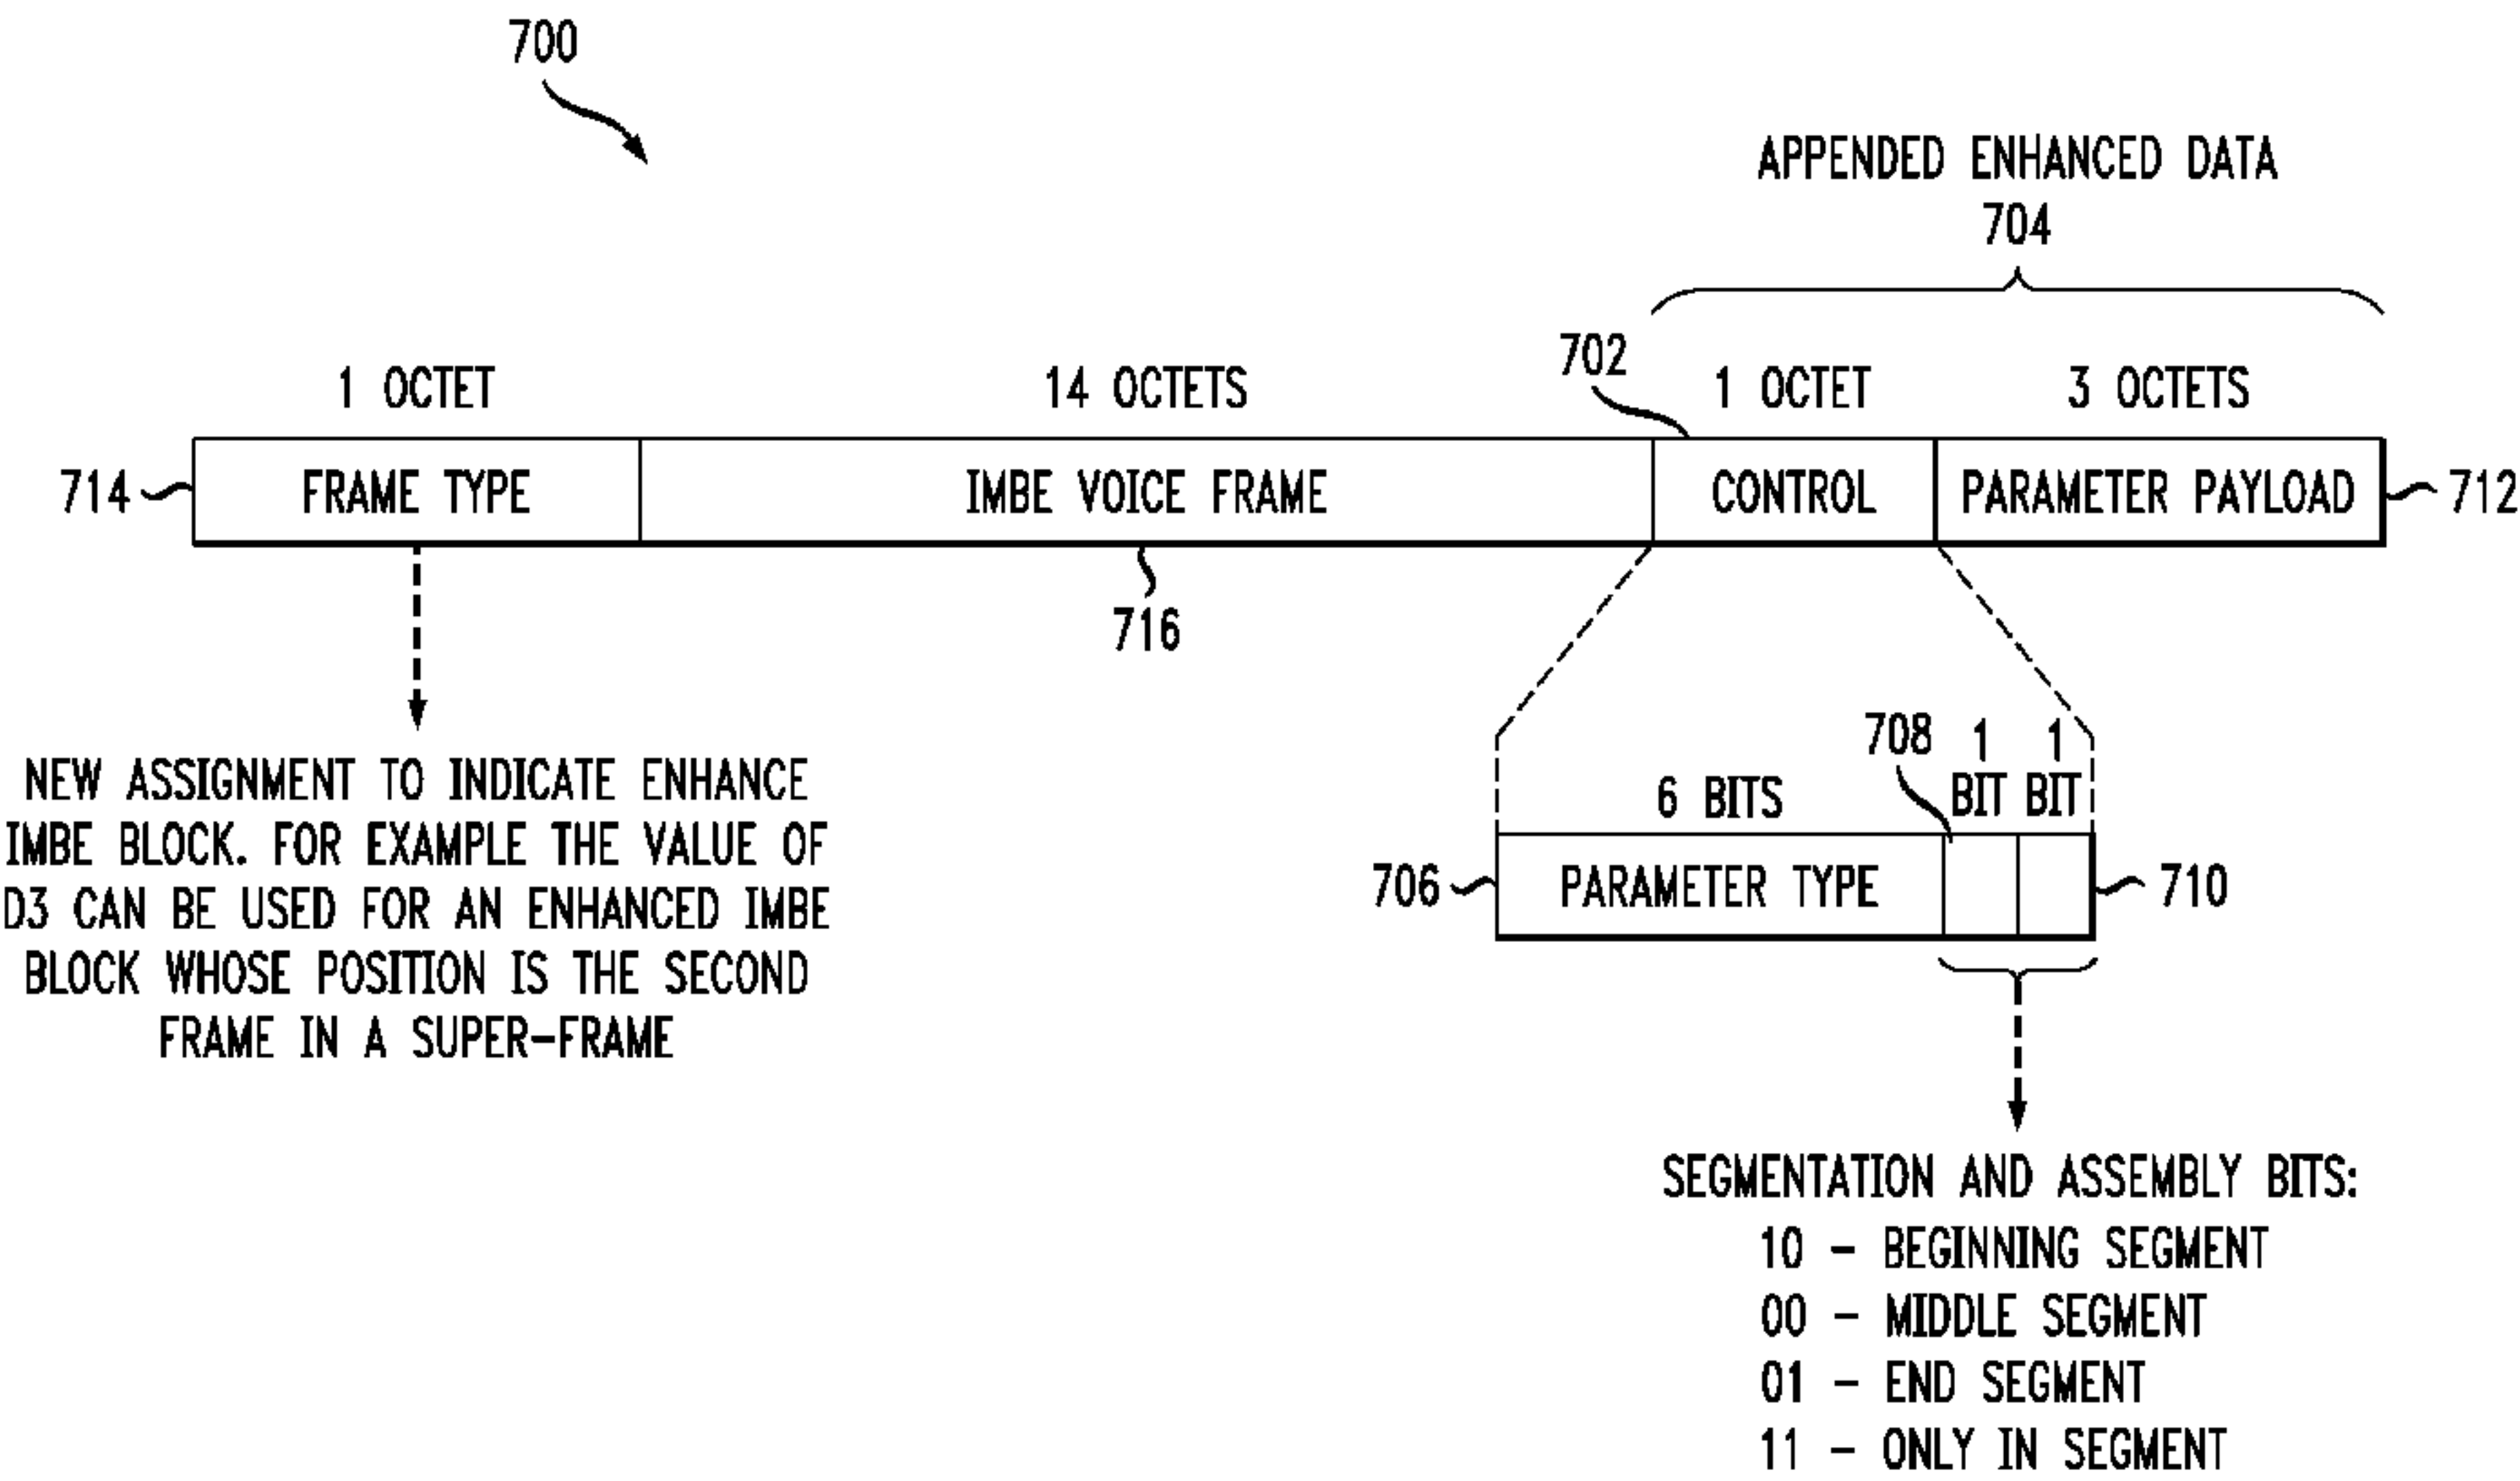 700
APPENDED ENHANCED DATA
704
702
1 OCTET
14 OCTETS
1 OCTET
3 OCTETS
714
FRAME TYPE
IMBE VOICE FRAME
CONTROL
PARAMETER PAYLOAD
712
716
NEW ASSIGNMENT TO INDICATE ENHANCE
IMBE BLOCK. FOR EXAMPLE THE VALUE OF
D3 CAN BE USED FOR AN ENHANCED IMBE
BLOCK WHOSE POSITION IS THE SECOND
FRAME IN A SUPER-FRAME
708
6 BITS
1 BIT
1 BIT
706
PARAMETER TYPE
710
SEGMENTATION AND ASSEMBLY BITS:
10 - BEGINNING SEGMENT
00 - MIDDLE SEGMENT
01 - END SEGMENT
11 - ONLY IN SEGMENT